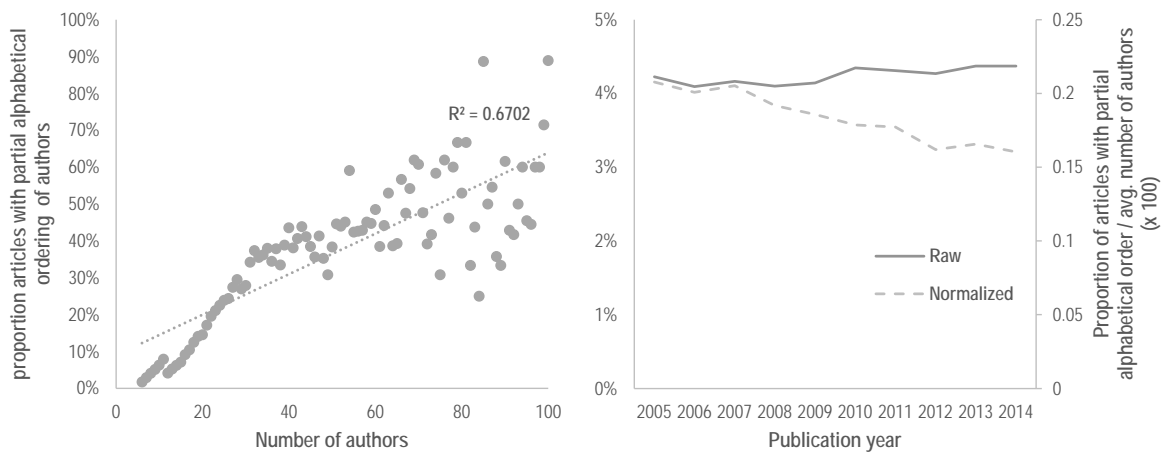 proportion articles with partial alphabetical
ordering of authors
100%
90%
80%
70%
60%
50%
40%
30%
20%
10%
0%
R² = 0.6702
0
20
40
60
80
100
Number of authors
5%
4%
3%
2%
1%
0%
Raw
Normalized
0.25
0.2
0.15
0.1
0.05
0
Proportion of articles with partial
alphabetical order / avg. number of authors
(x 100)
2005 2006 2007 2008 2009 2010 2011 2012 2013 2014
Publication year